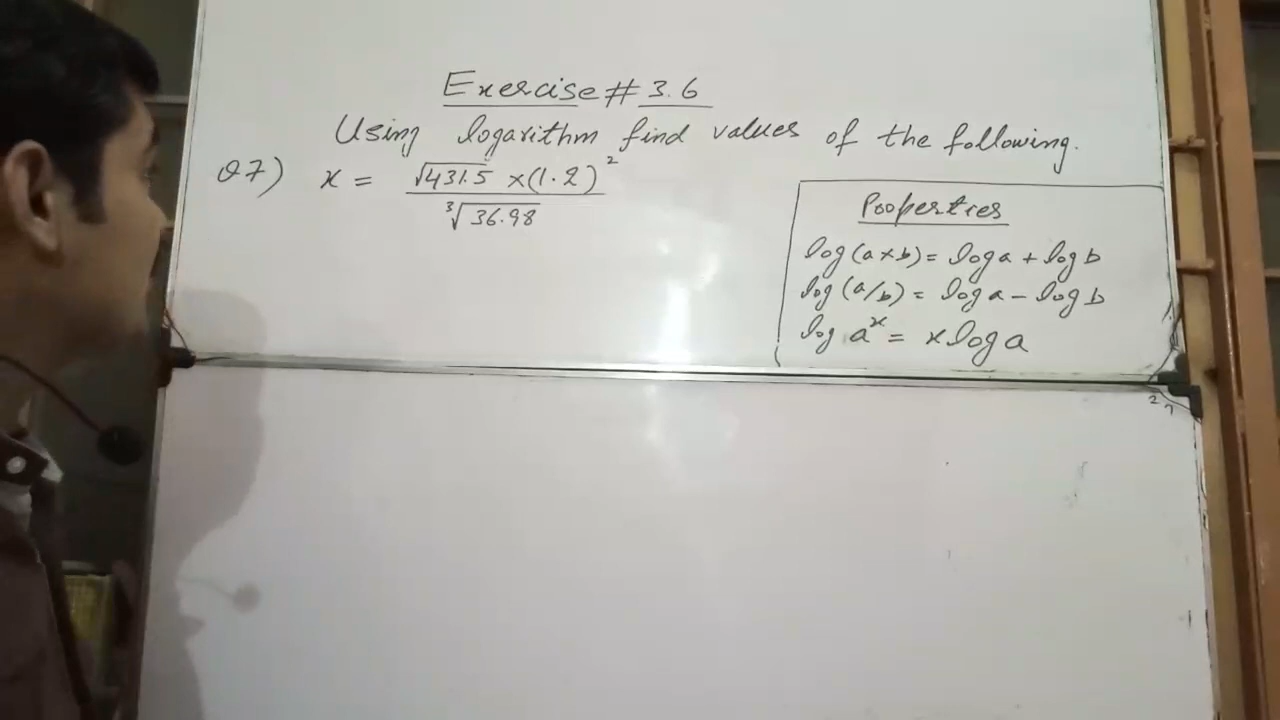 Exercise # 3.6
Using logarithm find values of the following.
Q7) x = √431.5 × (1.2)² / ∛36.98
Properties
log(a×b) = log a + log b
log(a/b) = log a − log b
log aˣ = x log a